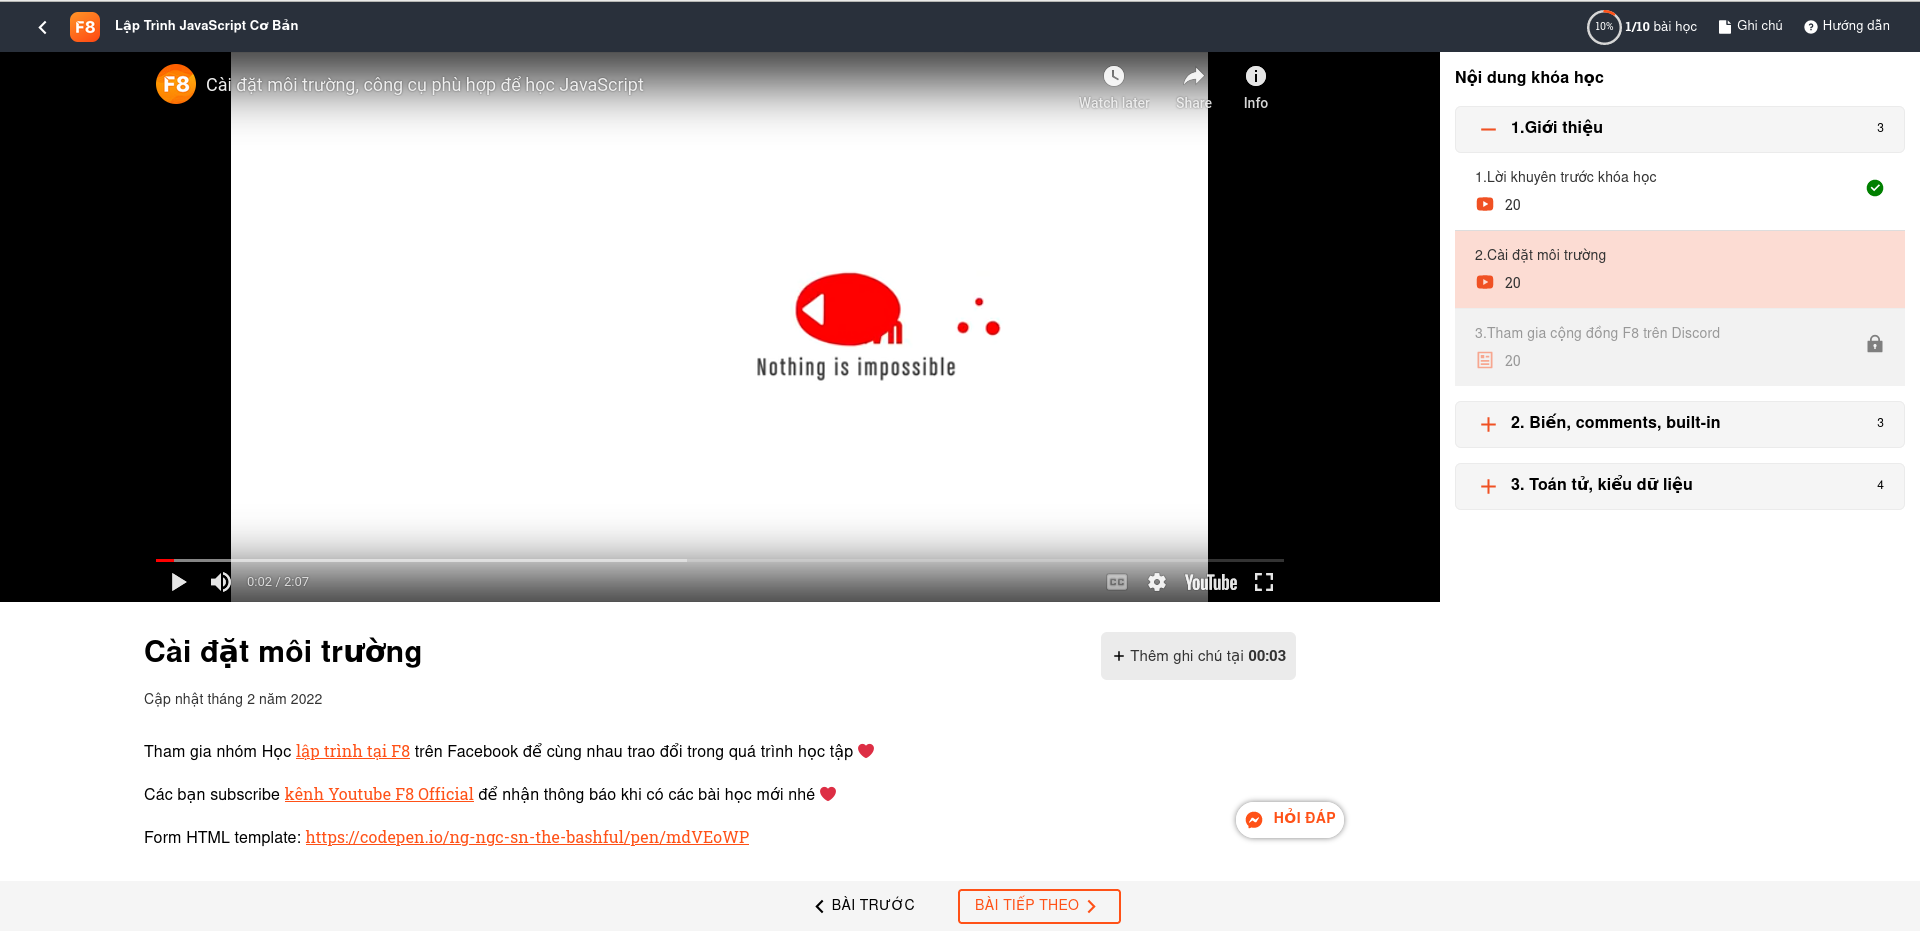 F8 Lập Trình JavaScript Cơ Bản
10% 1/10 bài học Ghi chú Hướng dẫn
F8 Cài đặt môi trường, công cụ phù hợp để học JavaScript
Watch later Share Info
Nothing is impossible
0:02 / 2:07
CC YouTube
Nội dung khóa học
1.Giới thiệu 3
1.Lời khuyên trước khóa học
20
2.Cài đặt môi trường
20
3.Tham gia cộng đồng F8 trên Discord
20
2. Biến, comments, built-in 3
3. Toán tử, kiểu dữ liệu 4
Cài đặt môi trường
+ Thêm ghi chú tại 00:03
Cập nhật tháng 2 năm 2022
Tham gia nhóm Học lập trình tại F8 trên Facebook để cùng nhau trao đổi trong quá trình học tập ❤️
Các bạn subscribe kênh Youtube F8 Official để nhận thông báo khi có các bài học mới nhé ❤️
Form HTML template: https://codepen.io/ng-ngc-sn-the-bashful/pen/mdVEoWP
HỎI ĐÁP
BÀI TRƯỚC BÀI TIẾP THEO